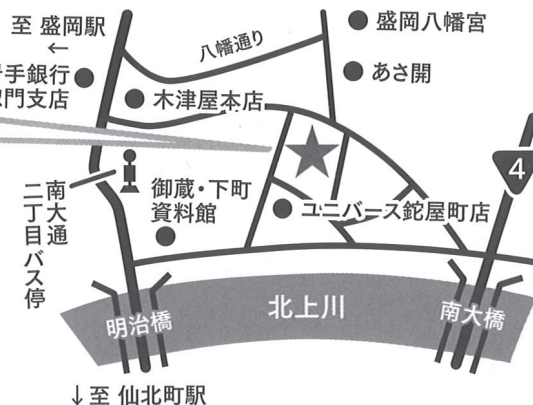 至 盛岡駅
←
盛岡八幡宮
八幡通り
手銀行
門支店
あさ開
木津屋本店
4
南大通
二丁目バス停
御蔵・下町
資料館
ユニバース鉈屋町店
北上川
明治橋
南大橋
↓至 仙北町駅